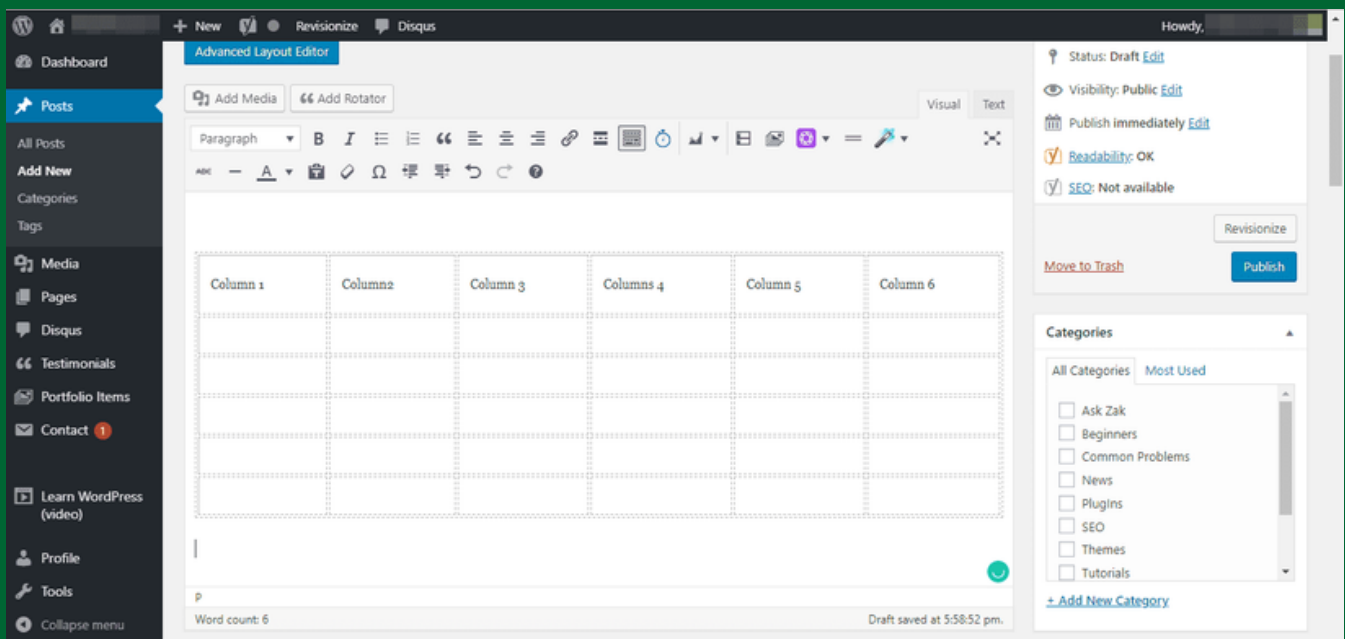 New Revisionize Disqus Howdy,
Dashboard
Posts
All Posts
Add New
Categories
Tags
Media
Pages
Disqus
Testimonials
Portfolio Items
Contact 1
Learn WordPress
(video)
Profile
Tools
Collapse menu
Advanced Layout Editor
Add Media Add Rotator
Visual Text
Paragraph B I
ABC A
Column 1 Column2 Column 3 Columns 4 Column 5 Column 6
P
Word count: 6 Draft saved at 5:58:52 pm.
Status: Draft Edit
Visibility: Public Edit
Publish immediately Edit
Readability: OK
SEO: Not available
Revisionize
Move to Trash Publish
Categories
All Categories Most Used
Ask Zak
Beginners
Common Problems
News
PlugIns
SEO
Themes
Tutorials
+ Add New Category